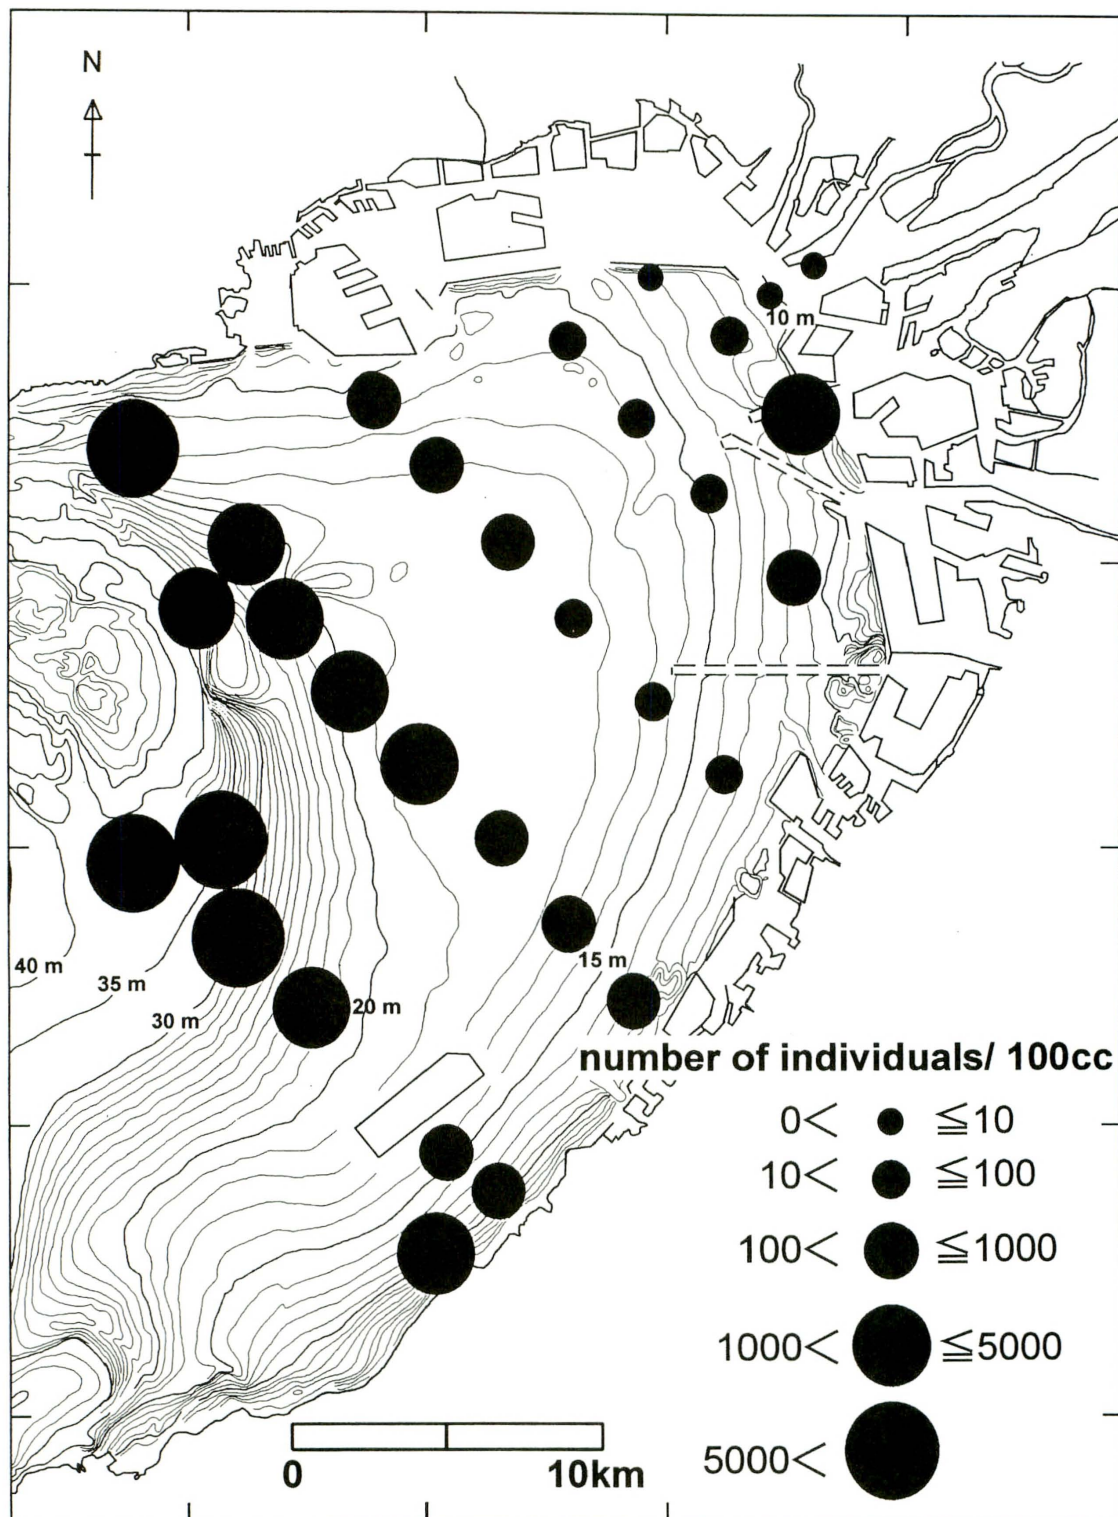 N
10 m
15 m
40 m
35 m
20 m
30 m
number of individuals/ 100cc
0< ≦10
10< ≦100
100< ≦1000
1000< ≦5000
5000<
0 10km